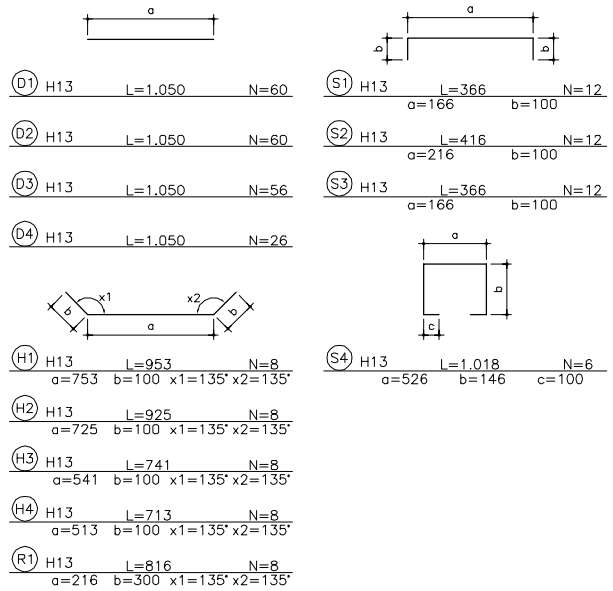 a
D1 H13 L=1.050 N=60
D2 H13 L=1.050 N=60
D3 H13 L=1.050 N=56
D4 H13 L=1.050 N=26
b x1 x2 b
a
H1 H13 L=953 N=8
a=753 b=100 x1=135° x2=135°
H2 H13 L=925 N=8
a=725 b=100 x1=135° x2=135°
H3 H13 L=741 N=8
a=541 b=100 x1=135° x2=135°
H4 H13 L=713 N=8
a=513 b=100 x1=135° x2=135°
R1 H13 L=816 N=8
a=216 b=300 x1=135° x2=135°
a
b b
S1 H13 L=366 N=12
a=166 b=100
S2 H13 L=416 N=12
a=216 b=100
S3 H13 L=366 N=12
a=166 b=100
a
b
c
S4 H13 L=1.018 N=6
a=526 b=146 c=100